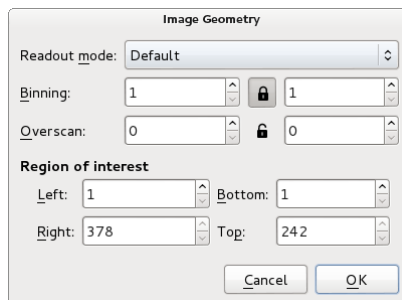 Image Geometry
Readout mode: Default
Binning: 1 1
Overscan: 0 0
Region of interest
Left: 1 Bottom: 1
Right: 378 Top: 242
Cancel OK